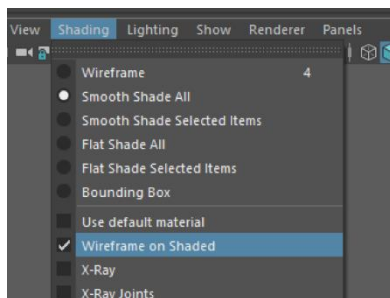 View Shading Lighting Show Renderer Panels
Wireframe 4
Smooth Shade All
Smooth Shade Selected Items
Flat Shade All
Flat Shade Selected Items
Bounding Box
Use default material
Wireframe on Shaded
X-Ray
X-Ray Joints